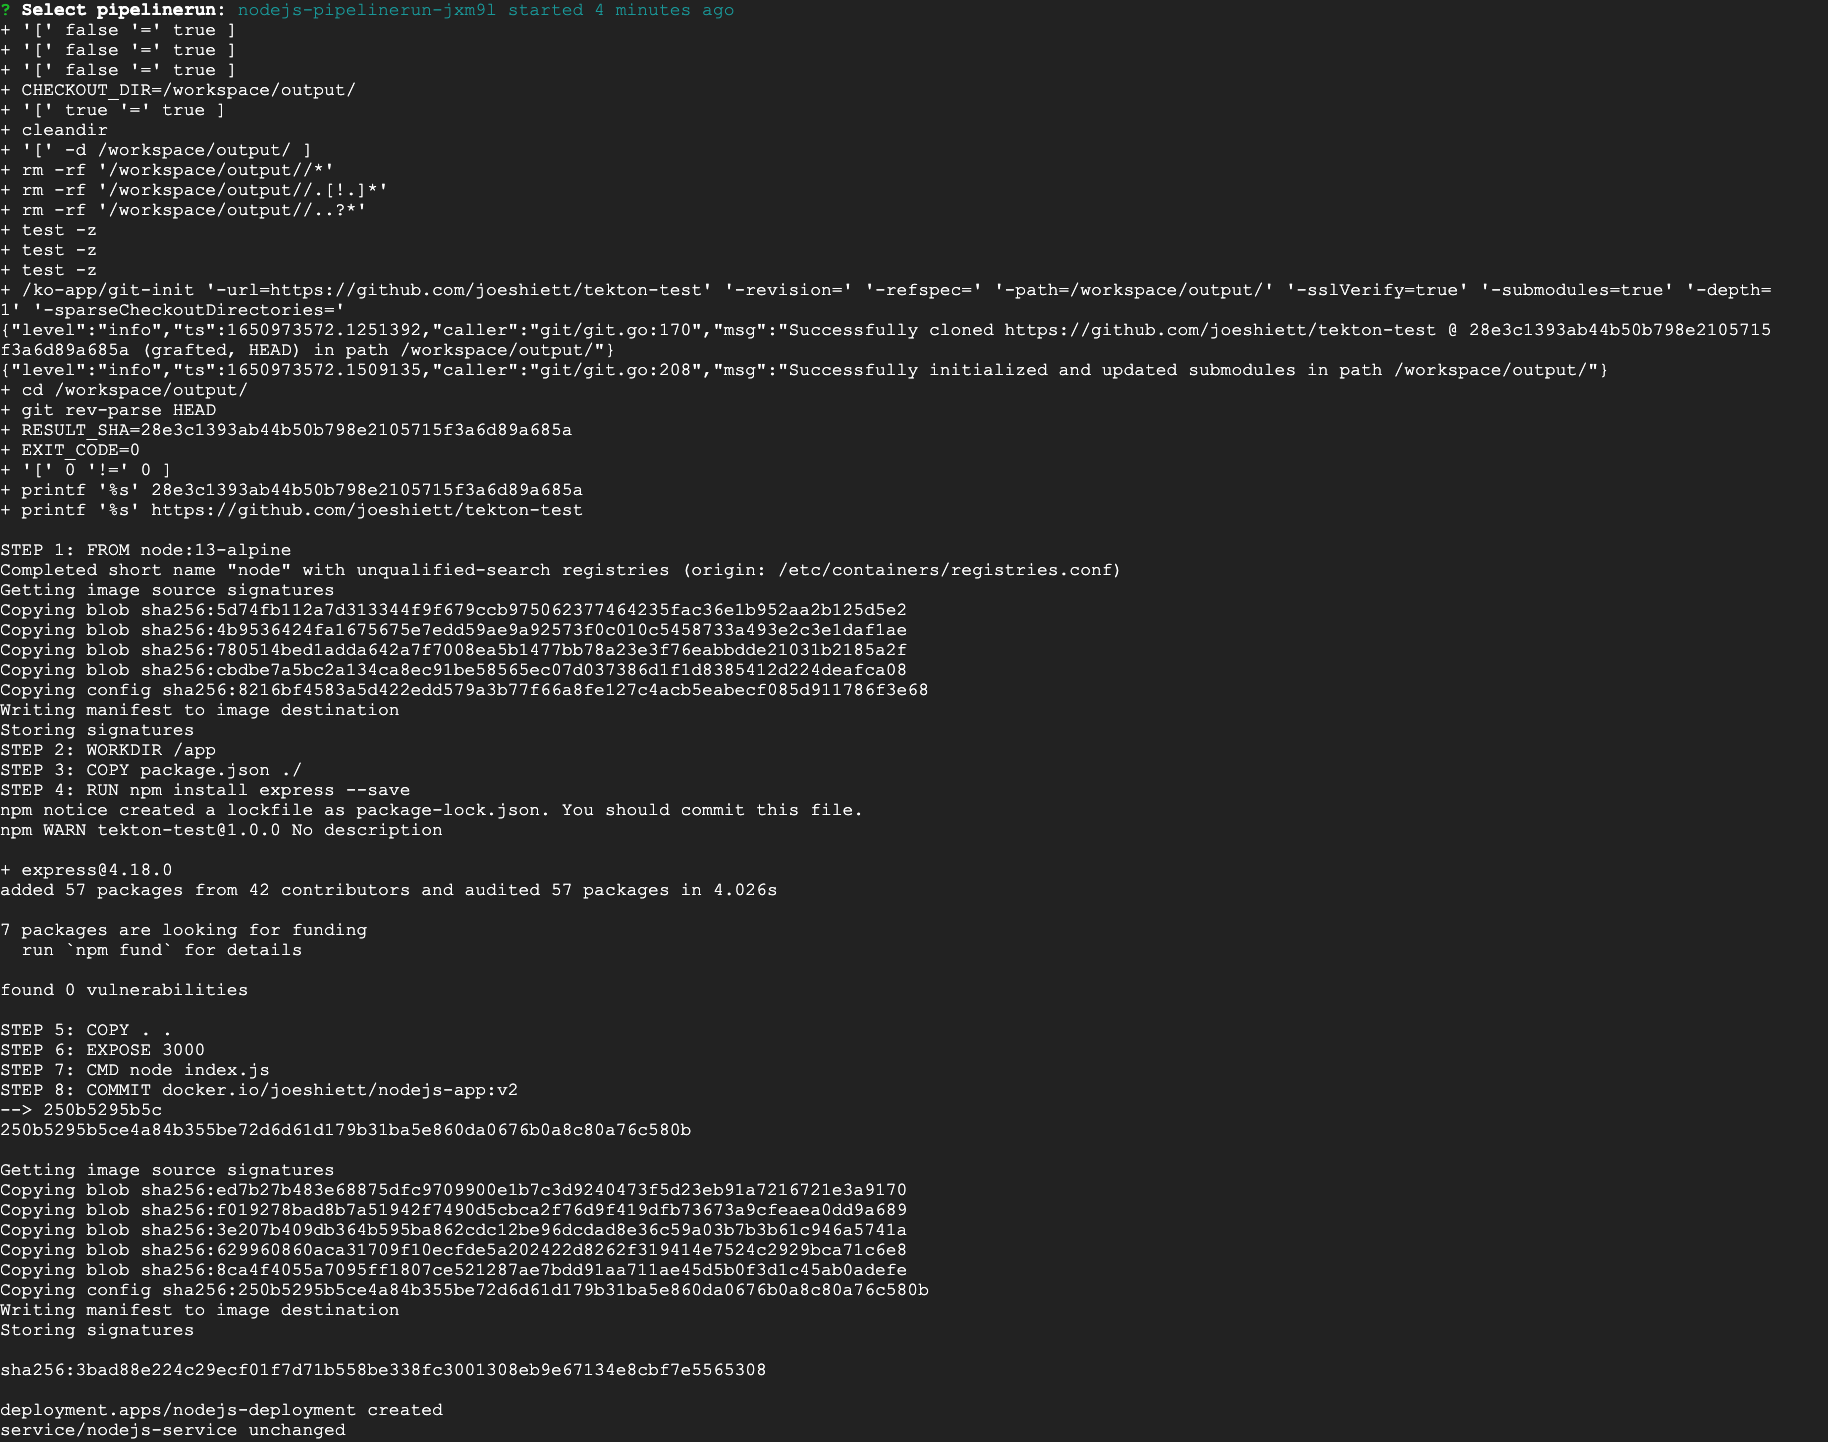 ? Select pipelinerun: nodejs-pipelinerun-jxm9l started 4 minutes ago
+ '[' false '=' true ]
+ '[' false '=' true ]
+ '[' false '=' true ]
+ CHECKOUT_DIR=/workspace/output/
+ '[' true '=' true ]
+ cleandir
+ '[' -d /workspace/output/ ]
+ rm -rf '/workspace/output//*'
+ rm -rf '/workspace/output//.[!.]*'
+ rm -rf '/workspace/output//..?*'
+ test -z
+ test -z
+ test -z
+ /ko-app/git-init '-url=https://github.com/joeshiett/tekton-test' '-revision=' '-refspec=' '-path=/workspace/output/' '-sslVerify=true' '-submodules=true' '-depth=
1' '-sparseCheckoutDirectories='
{"level":"info","ts":1650973572.1251392,"caller":"git/git.go:170","msg":"Successfully cloned https://github.com/joeshiett/tekton-test @ 28e3c1393ab44b50b798e2105715
f3a6d89a685a (grafted, HEAD) in path /workspace/output/"}
{"level":"info","ts":1650973572.1509135,"caller":"git/git.go:208","msg":"Successfully initialized and updated submodules in path /workspace/output/"}
+ cd /workspace/output/
+ git rev-parse HEAD
+ RESULT_SHA=28e3c1393ab44b50b798e2105715f3a6d89a685a
+ EXIT_CODE=0
+ '[' 0 '!=' 0 ]
+ printf '%s' 28e3c1393ab44b50b798e2105715f3a6d89a685a
+ printf '%s' https://github.com/joeshiett/tekton-test
STEP 1: FROM node:13-alpine
Completed short name "node" with unqualified-search registries (origin: /etc/containers/registries.conf)
Getting image source signatures
Copying blob sha256:5d74fb112a7d313344f9f679ccb975062377464235fac36e1b952aa2b125d5e2
Copying blob sha256:4b9536424fa1675675e7edd59ae9a92573f0c010c5458733a493e2c3e1daf1ae
Copying blob sha256:780514bed1adda642a7f7008ea5b1477bb78a23e3f76eabbdde21031b2185a2f
Copying blob sha256:cbdbe7a5bc2a134ca8ec91be58565ec07d037386d1f1d8385412d224deafca08
Copying config sha256:8216bf4583a5d422edd579a3b77f66a8fe127c4acb5eabecf085d911786f3e68
Writing manifest to image destination
Storing signatures
STEP 2: WORKDIR /app
STEP 3: COPY package.json ./
STEP 4: RUN npm install express --save
npm notice created a lockfile as package-lock.json. You should commit this file.
npm WARN tekton-test@1.0.0 No description
+ express@4.18.0
added 57 packages from 42 contributors and audited 57 packages in 4.026s
7 packages are looking for funding
run `npm fund` for details
found 0 vulnerabilities
STEP 5: COPY . .
STEP 6: EXPOSE 3000
STEP 7: CMD node index.js
STEP 8: COMMIT docker.io/joeshiett/nodejs-app:v2
--> 250b5295b5c
250b5295b5ce4a84b355be72d6d61d179b31ba5e860da0676b0a8c80a76c580b
Getting image source signatures
Copying blob sha256:ed7b27b483e68875dfc9709900e1b7c3d9240473f5d23eb91a7216721e3a9170
Copying blob sha256:f019278bad8b7a51942f7490d5cbca2f76d9f419dfb73673a9cfeaea0dd9a689
Copying blob sha256:3e207b409db364b595ba862cdc12be96dcdad8e36c59a03b7b3b61c946a5741a
Copying blob sha256:629960860aca31709f10ecfde5a202422d8262f319414e7524c2929bca71c6e8
Copying blob sha256:8ca4f4055a7095ff1807ce521287ae7bdd91aa711ae45d5b0f3d1c45ab0adefe
Copying config sha256:250b5295b5ce4a84b355be72d6d61d179b31ba5e860da0676b0a8c80a76c580b
Writing manifest to image destination
Storing signatures
sha256:3bad88e224c29ecf01f7d71b558be338fc3001308eb9e67134e8cbf7e5565308
deployment.apps/nodejs-deployment created
service/nodejs-service unchanged